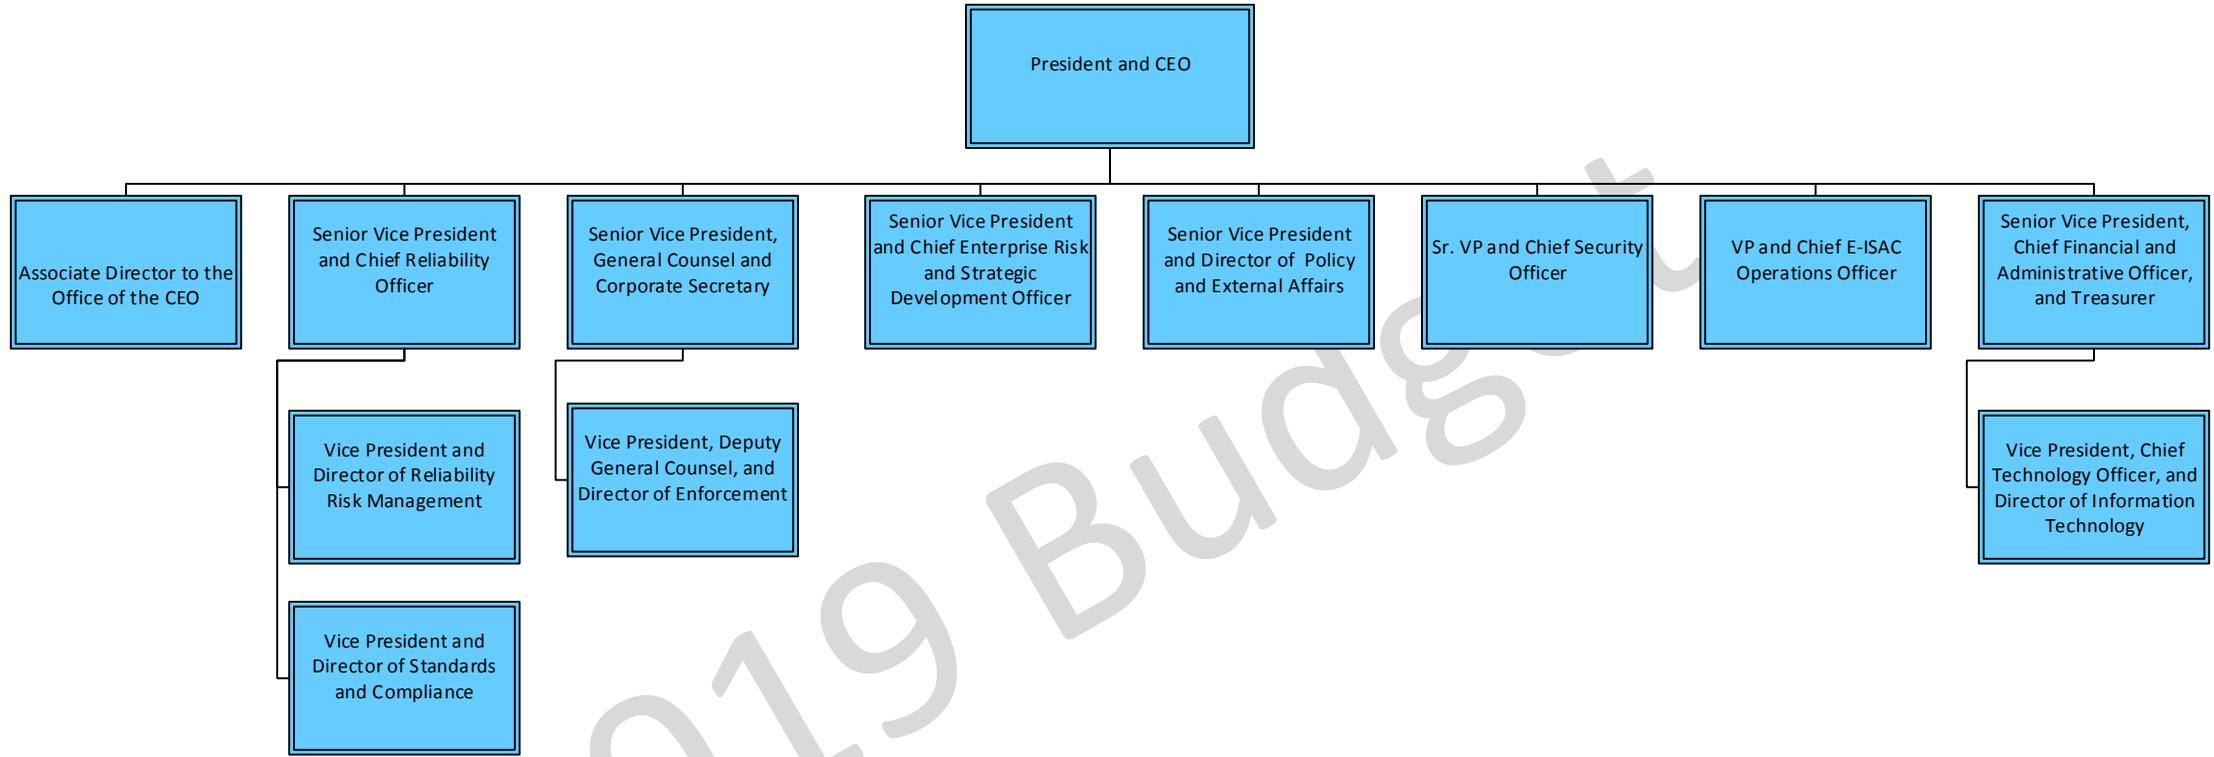 President and CEO
Associate Director to the
Office of the CEO
Senior Vice President
and Chief Reliability
Officer
Senior Vice President,
General Counsel and
Corporate Secretary
Senior Vice President
and Chief Enterprise Risk
and Strategic
Development Officer
Senior Vice President
and Director of Policy
and External Affairs
Sr. VP and Chief Security
Officer
VP and Chief E-ISAC
Operations Officer
Senior Vice President,
Chief Financial and
Administrative Officer,
and Treasurer
Vice President and
Director of Reliability
Risk Management
Vice President, Deputy
General Counsel, and
Director of Enforcement
Vice President, Chief
Technology Officer, and
Director of Information
Technology
Vice President and
Director of Standards
and Compliance
019 Budget